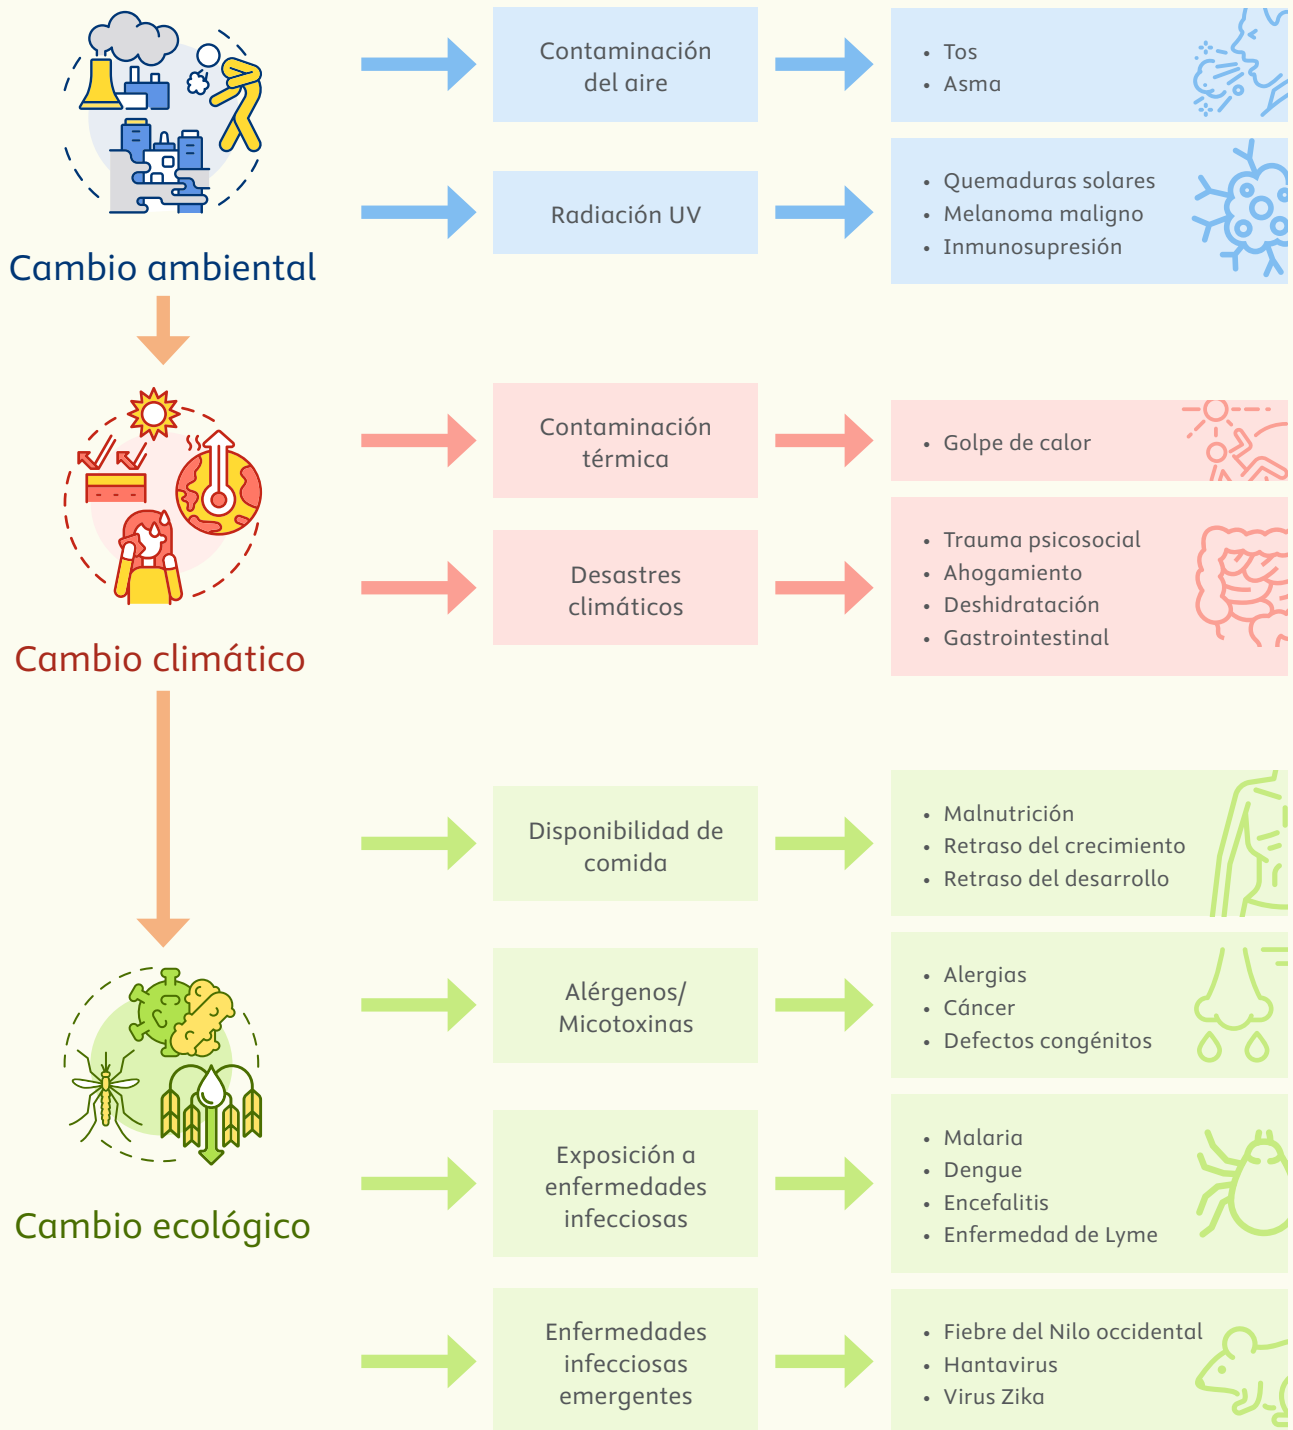 Contaminación
del aire
• Tos
• Asma
Radiación UV
• Quemaduras solares
• Melanoma maligno
• Inmunosupresión
Cambio ambiental
Contaminación
térmica
• Golpe de calor
Desastres
climáticos
• Trauma psicosocial
• Ahogamiento
• Deshidratación
• Gastrointestinal
Cambio climático
Disponibilidad de
comida
• Malnutrición
• Retraso del crecimiento
• Retraso del desarrollo
Alérgenos/
Micotoxinas
• Alergias
• Cáncer
• Defectos congénitos
Exposición a
enfermedades
infecciosas
• Malaria
• Dengue
• Encefalitis
• Enfermedad de Lyme
Cambio ecológico
Enfermedades
infecciosas
emergentes
• Fiebre del Nilo occidental
• Hantavirus
• Virus Zika